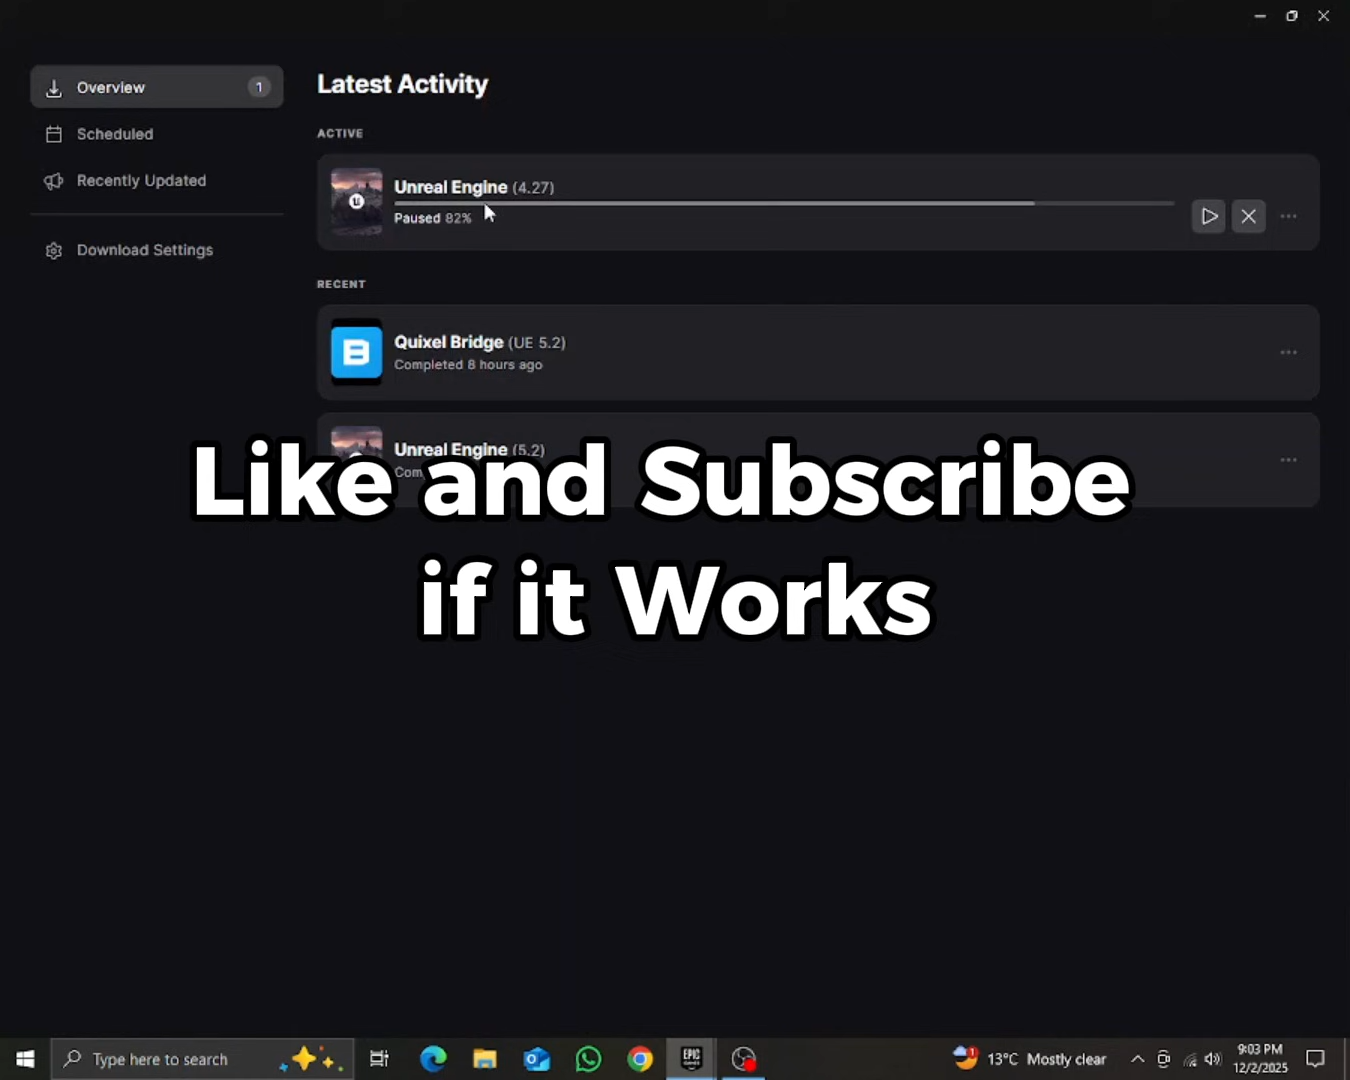 Overview 1
Scheduled
Recently Updated
Download Settings
Latest Activity
ACTIVE
Unreal Engine (4.27)
Paused 82%
RECENT
Quixel Bridge (UE 5.2)
Completed 8 hours ago
Unreal Engine (5.2)
Like and Subscribe
if it Works
Type here to search
EPIC
GAMES
13°C Mostly clear
9:03 PM
12/2/2025